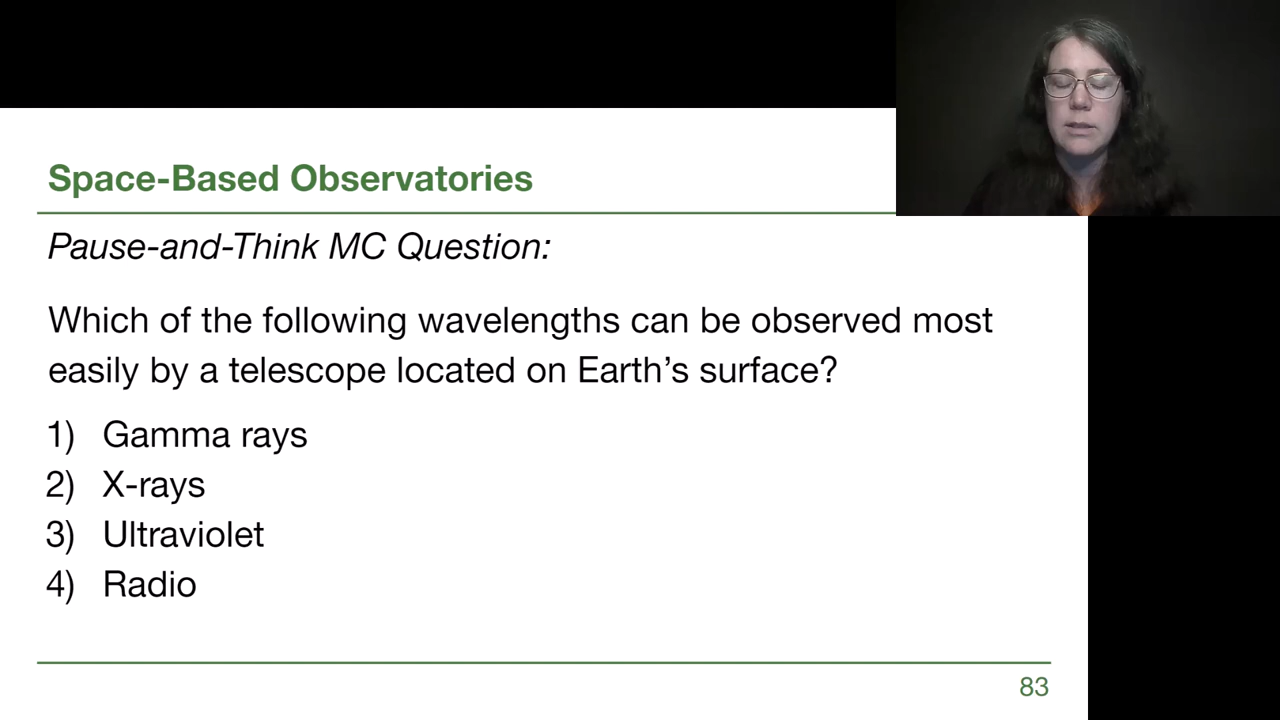 Space-Based Observatories
Pause-and-Think MC Question:
Which of the following wavelengths can be observed most
easily by a telescope located on Earth’s surface?
1) Gamma rays
2) X-rays
3) Ultraviolet
4) Radio
83